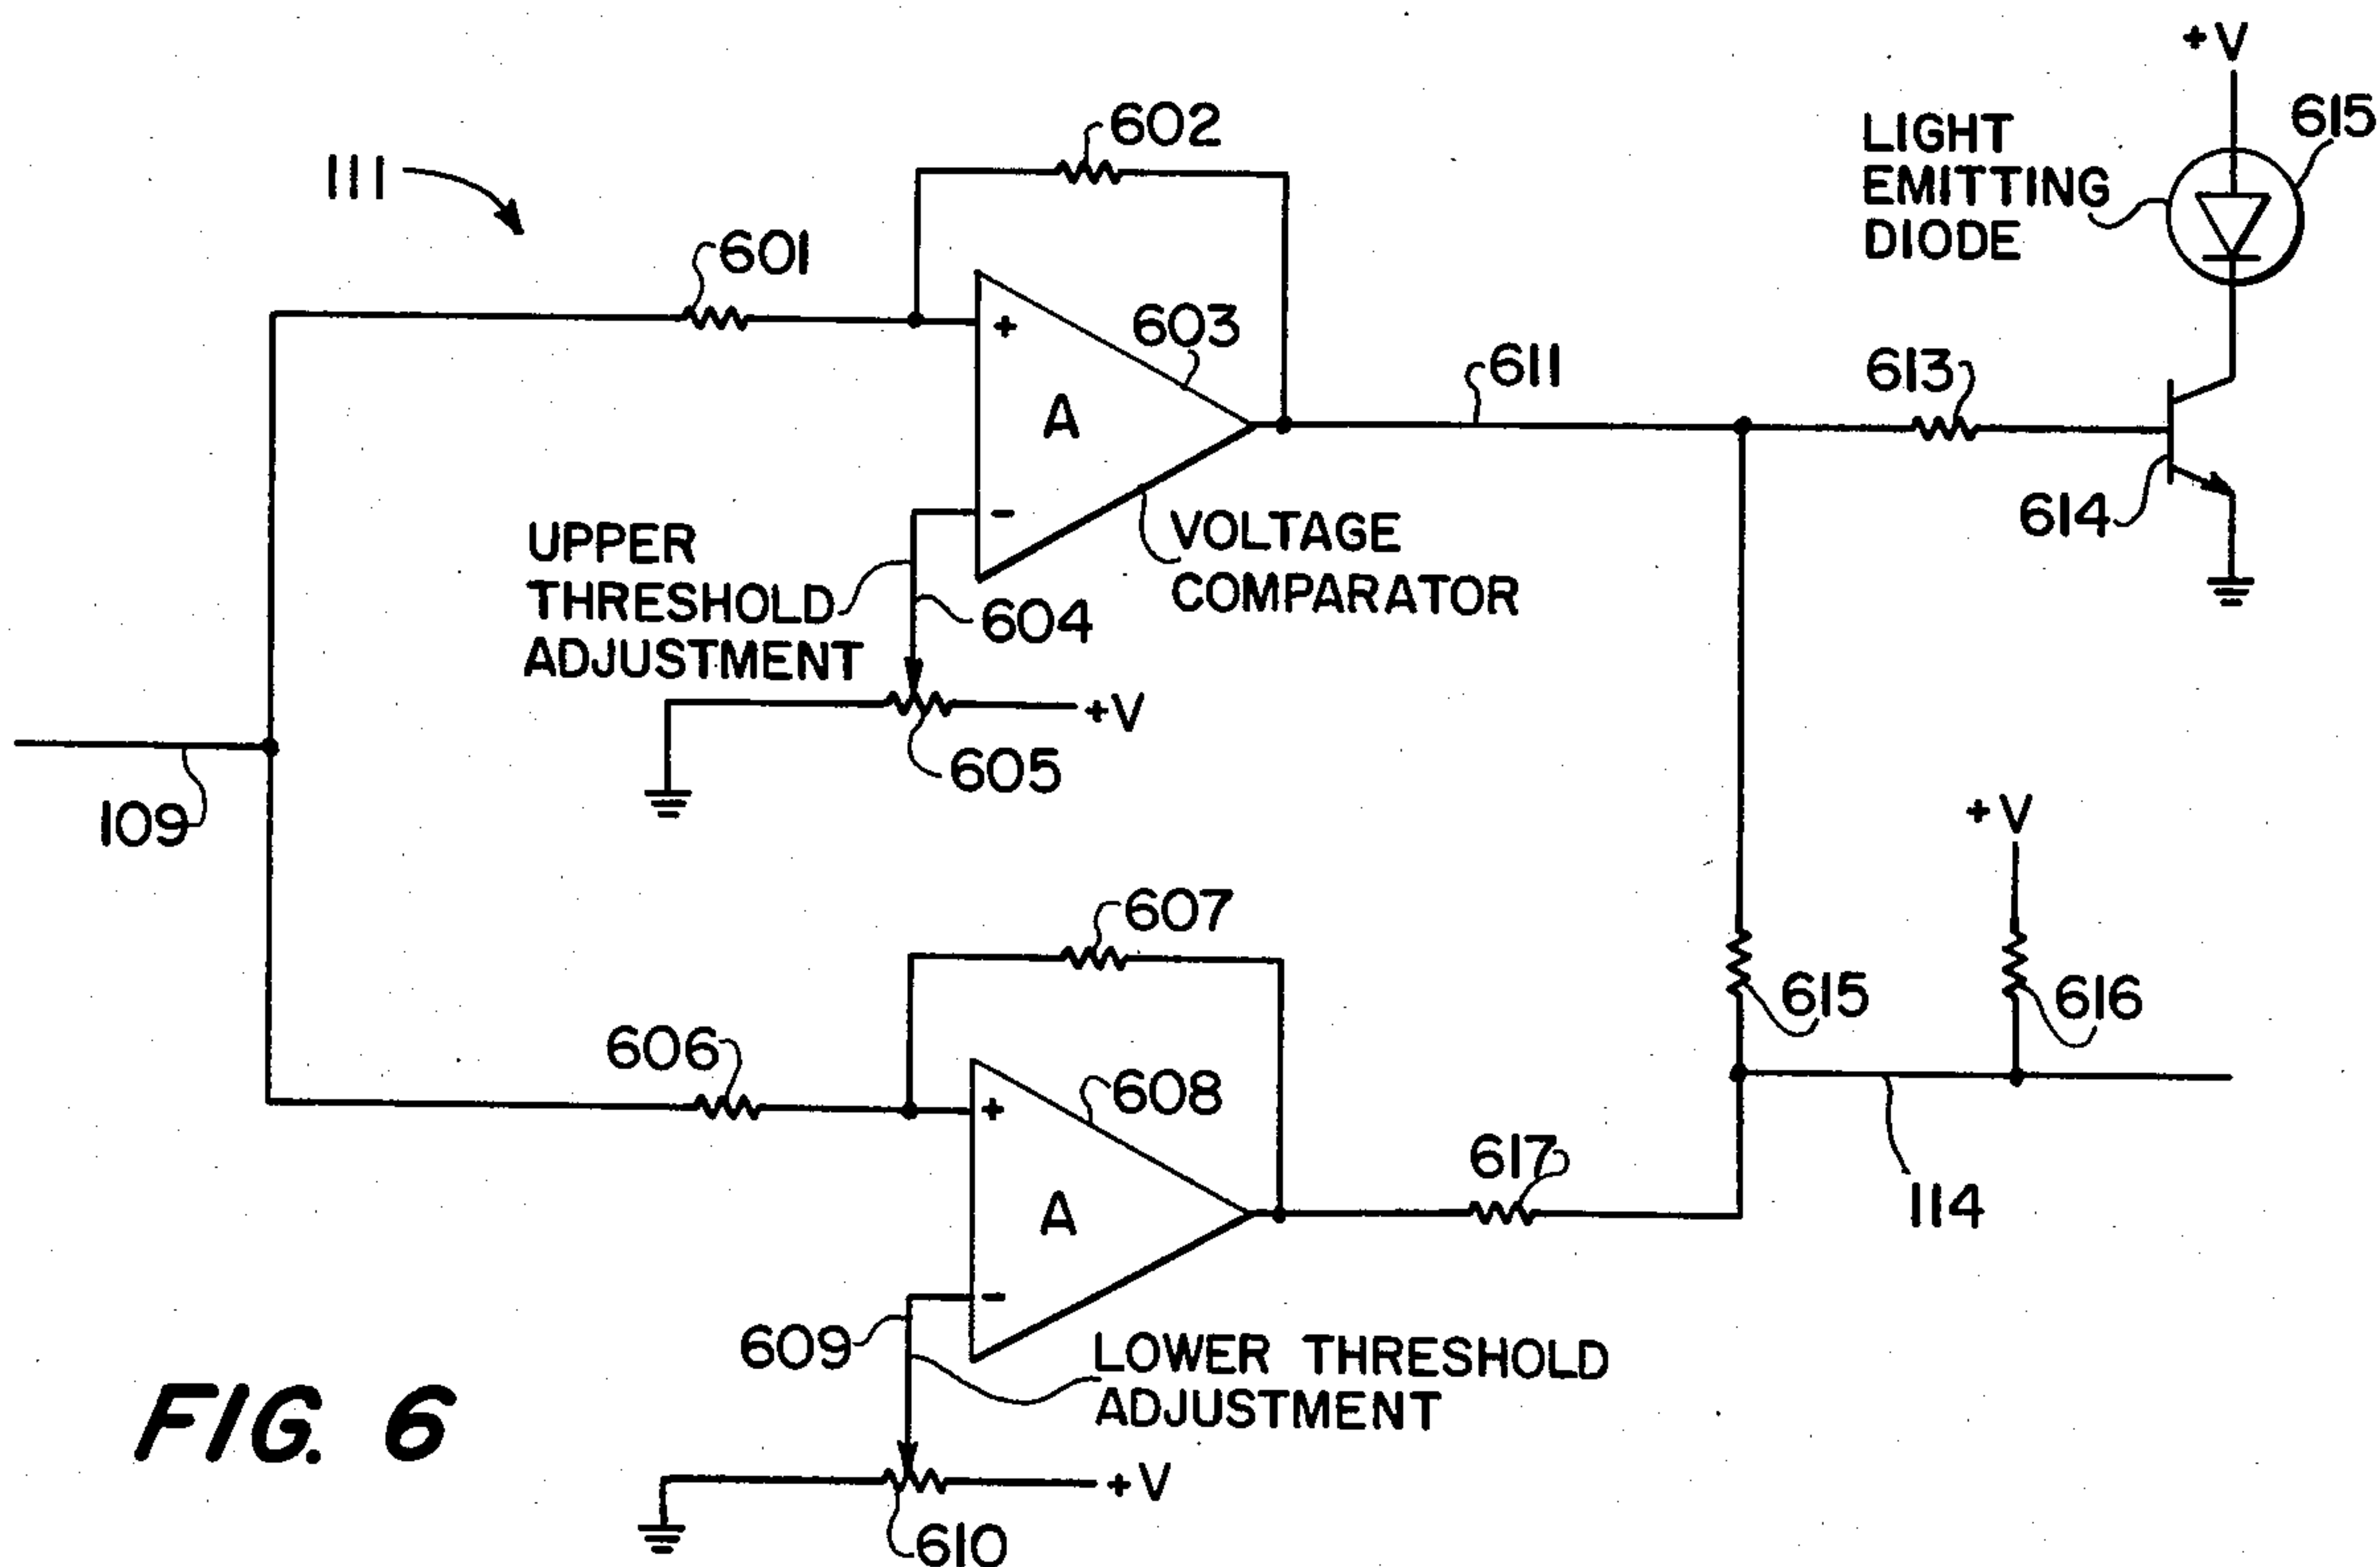 +V
615
LIGHT
EMITTING
DIODE
602
111
601
603
+
A
-
611
613
614
UPPER
THRESHOLD
ADJUSTMENT
VOLTAGE
COMPARATOR
604
+V
605
109
+V
607
615
616
606
608
+
A
-
617
114
609
LOWER THRESHOLD
ADJUSTMENT
+V
610
FIG. 6